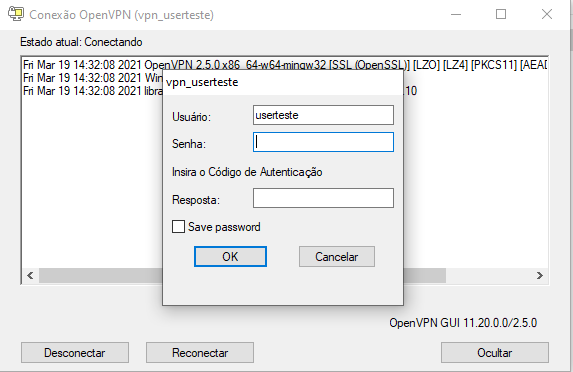 Conexão OpenVPN (vpn_userteste)
Estado atual: Conectando
Fri Mar 19 14:32:08 2021 OpenVPN 2.5.0 x86_64-w64-mingw32 [SSL (OpenSSL)] [LZO] [LZ4] [PKCS11] [AEAD
Fri Mar 19 14:32:08 2021 Win
Fri Mar 19 14:32:08 2021 libra
.10
vpn_userteste
Usuário: userteste
Senha:
Insira o Código de Autenticação
Resposta:
Save password
OK Cancelar
OpenVPN GUI 11.20.0.0/2.5.0
Desconectar Reconectar Ocultar